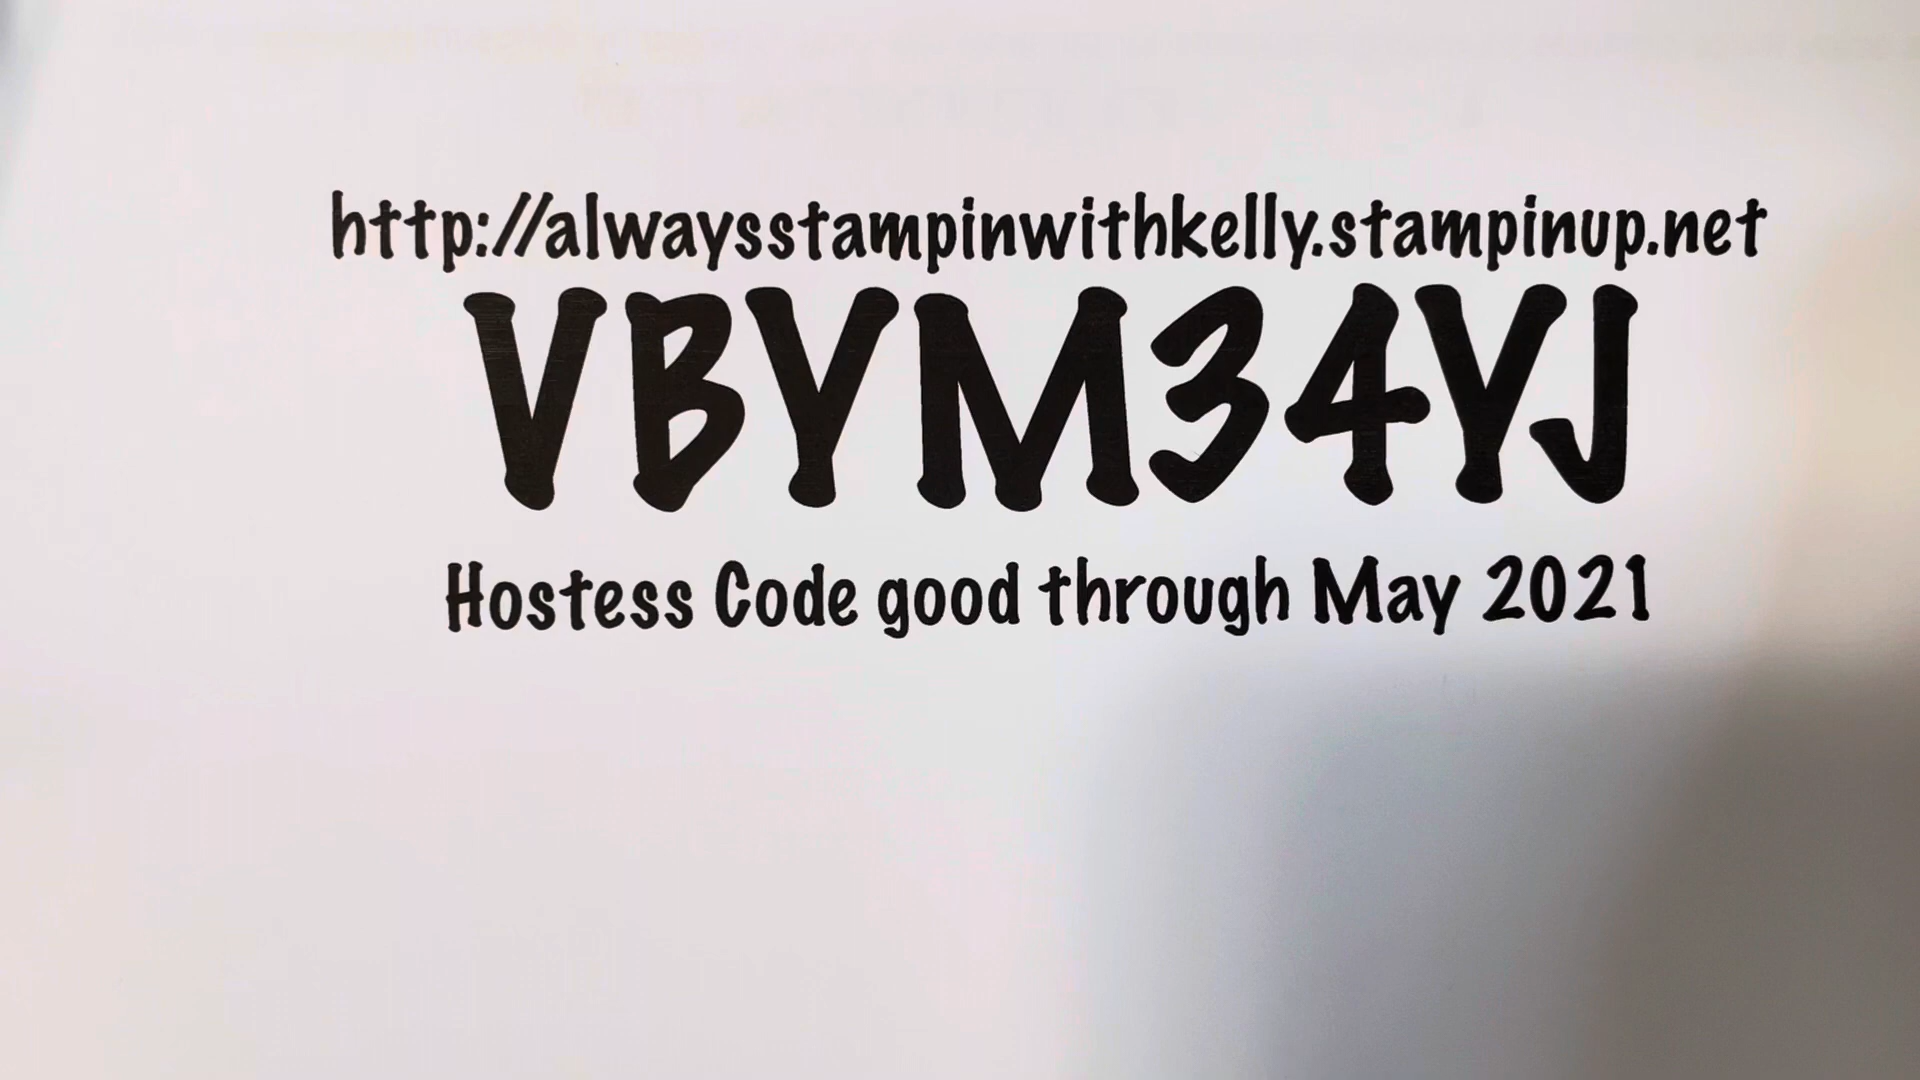 http://alwaysstampinwithkelly.stampinup.net
VBYM34YJ
Hostess Code good through May 2021